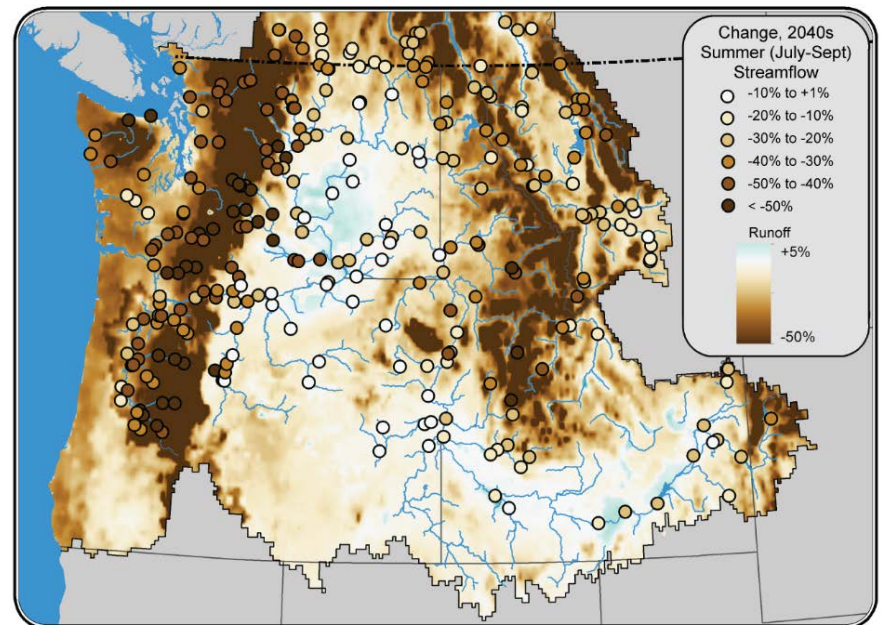 Change, 2040s
Summer (July-Sept)
Streamflow
-10% to +1%
-20% to -10%
-30% to -20%
-40% to -30%
-50% to -40%
< -50%
Runoff
+5%
-50%